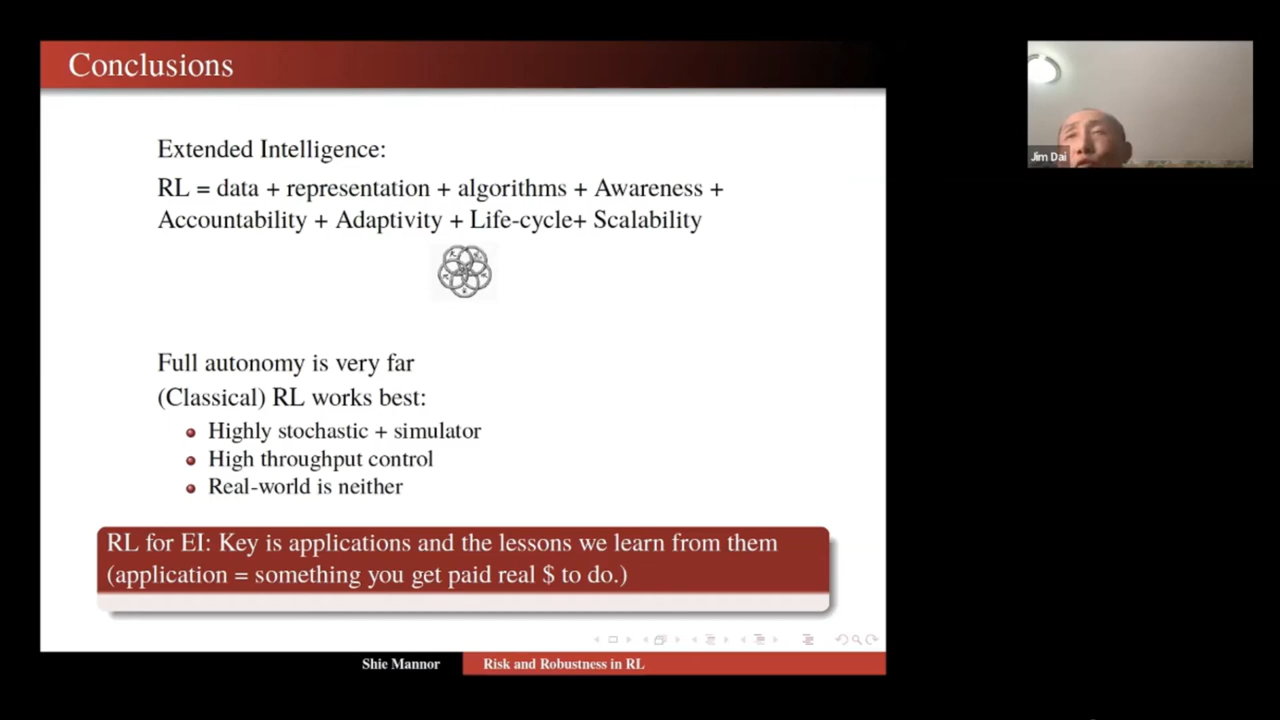 Conclusions
Extended Intelligence:
RL = data + representation + algorithms + Awareness +
Accountability + Adaptivity + Life-cycle+ Scalability
Full autonomy is very far
(Classical) RL works best:
Highly stochastic + simulator
High throughput control
Real-world is neither
RL for EI: Key is applications and the lessons we learn from them
(application = something you get paid real $ to do.)
Shie Mannor
Risk and Robustness in RL
Jim Dai